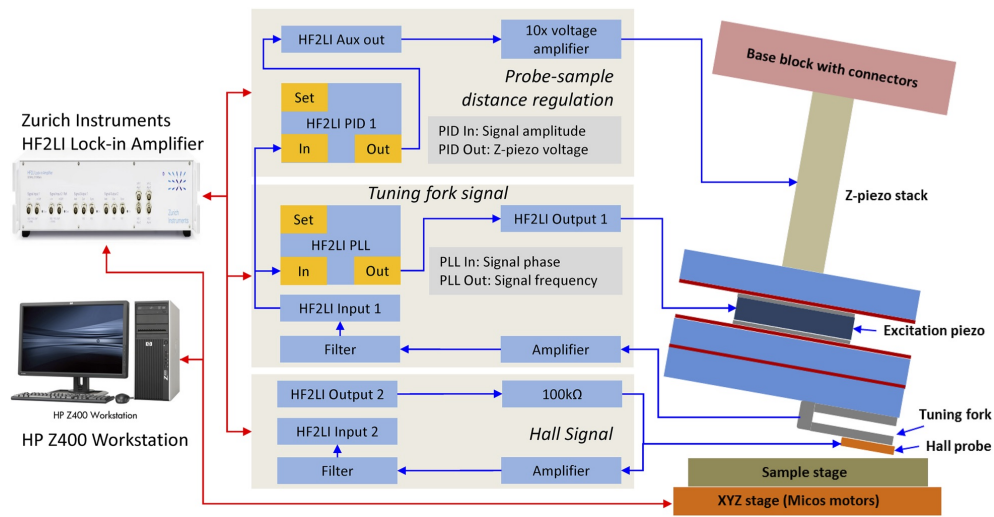 HF2LI Aux out
10x voltage
amplifier
Base block with connectors
Probe-sample
distance regulation
Set
HF2LI PID 1
In
Out
PID In: Signal amplitude
PID Out: Z-piezo voltage
Zurich Instruments
HF2LI Lock-in Amplifier
Zurich
Instruments
Z-piezo stack
Tuning fork signal
Set
HF2LI PLL
In
Out
HF2LI Output 1
PLL In: Signal phase
PLL Out: Signal frequency
HF2LI Input 1
Filter
Amplifier
Excitation piezo
HP Z400 Workstation
HP Z400 Workstation
HF2LI Output 2
100kΩ
HF2LI Input 2
Hall Signal
Filter
Amplifier
Tuning fork
Hall probe
Sample stage
XYZ stage (Micos motors)